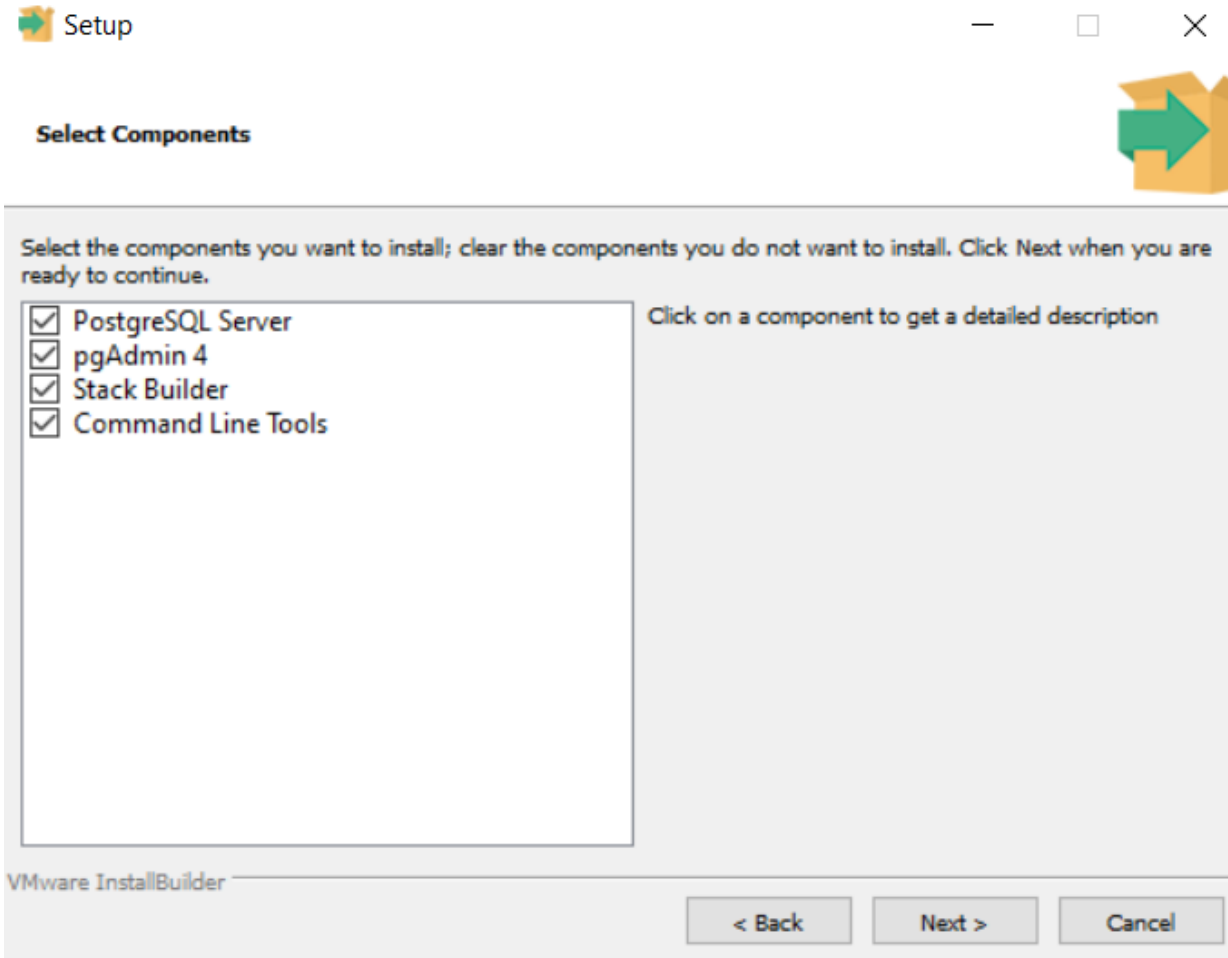 Setup
Select Components
Select the components you want to install; clear the components you do not want to install. Click Next when you are
ready to continue.
PostgreSQL Server
pgAdmin 4
Stack Builder
Command Line Tools
Click on a component to get a detailed description
VMware InstallBuilder
< Back
Next >
Cancel